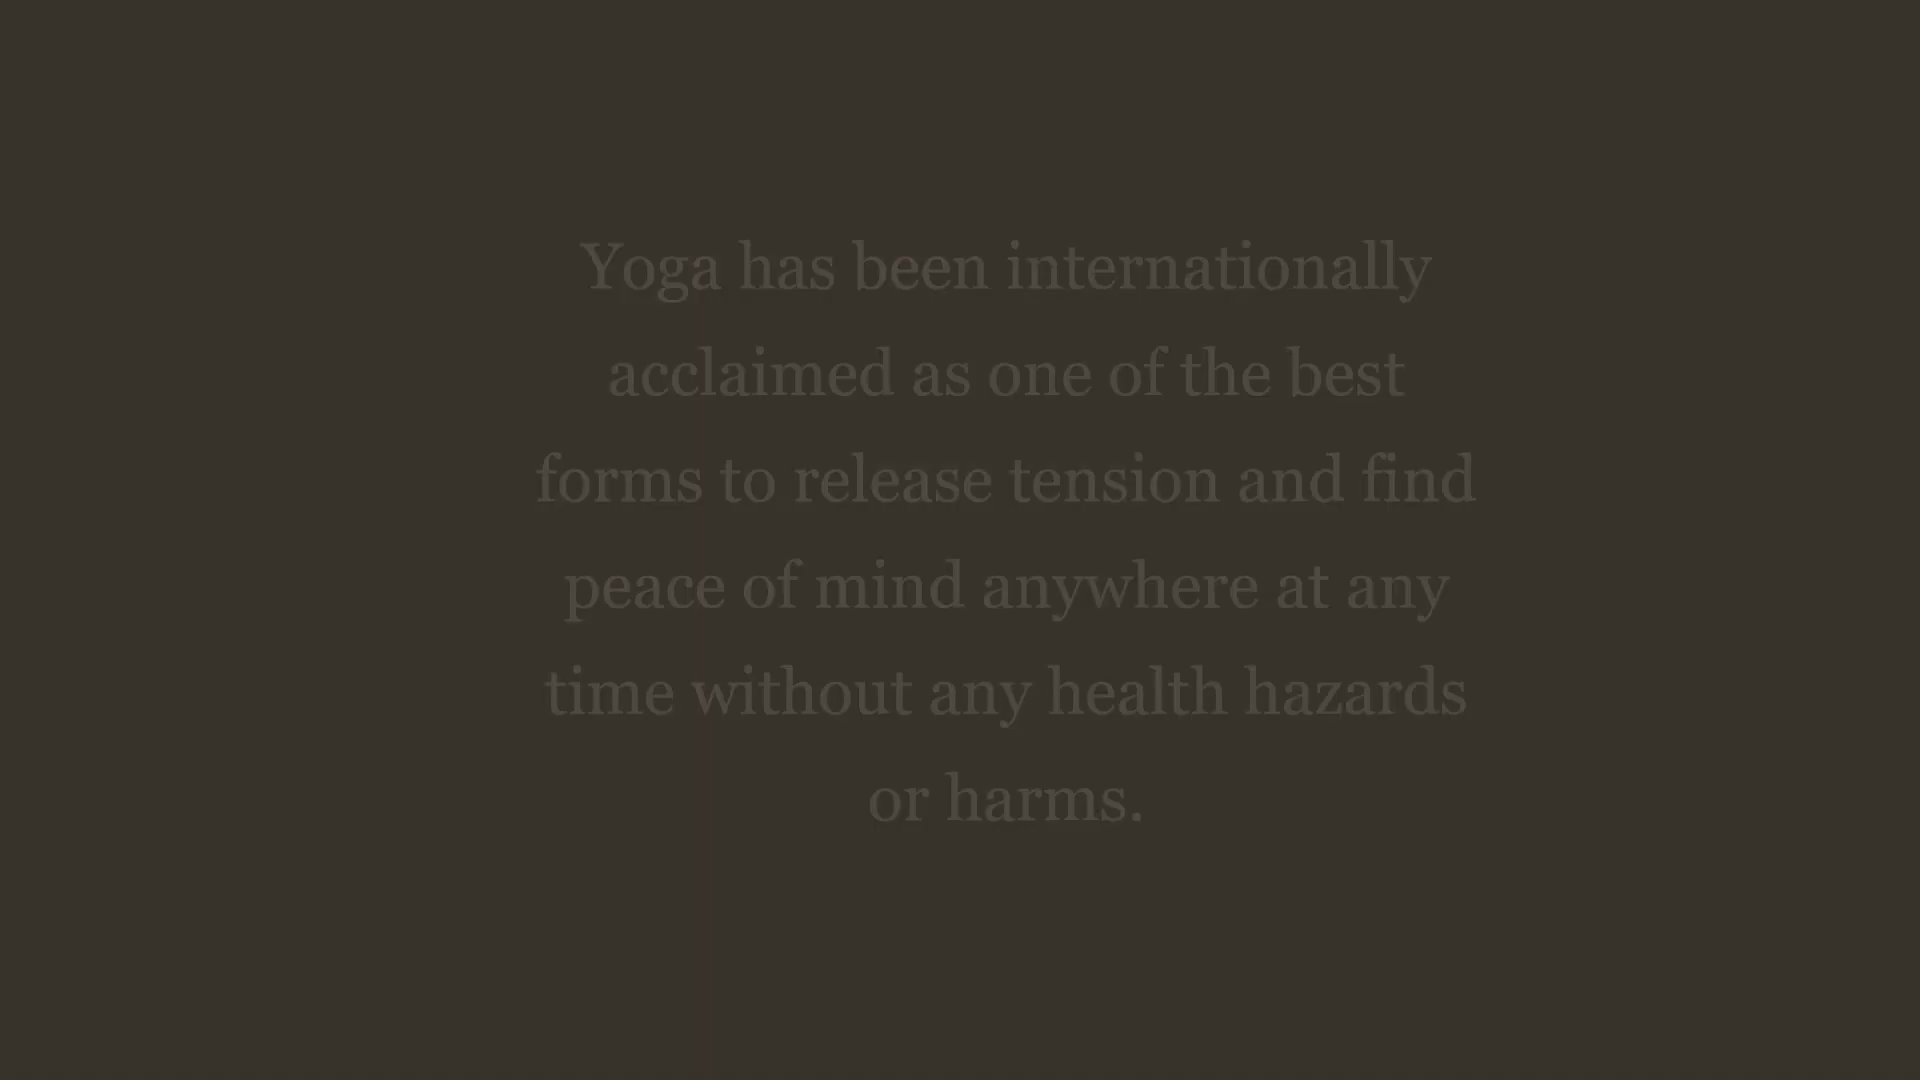 Yoga has been internationally
acclaimed as one of the best
forms to release tension and find
peace of mind anywhere at any
time without any health hazards
or harms.